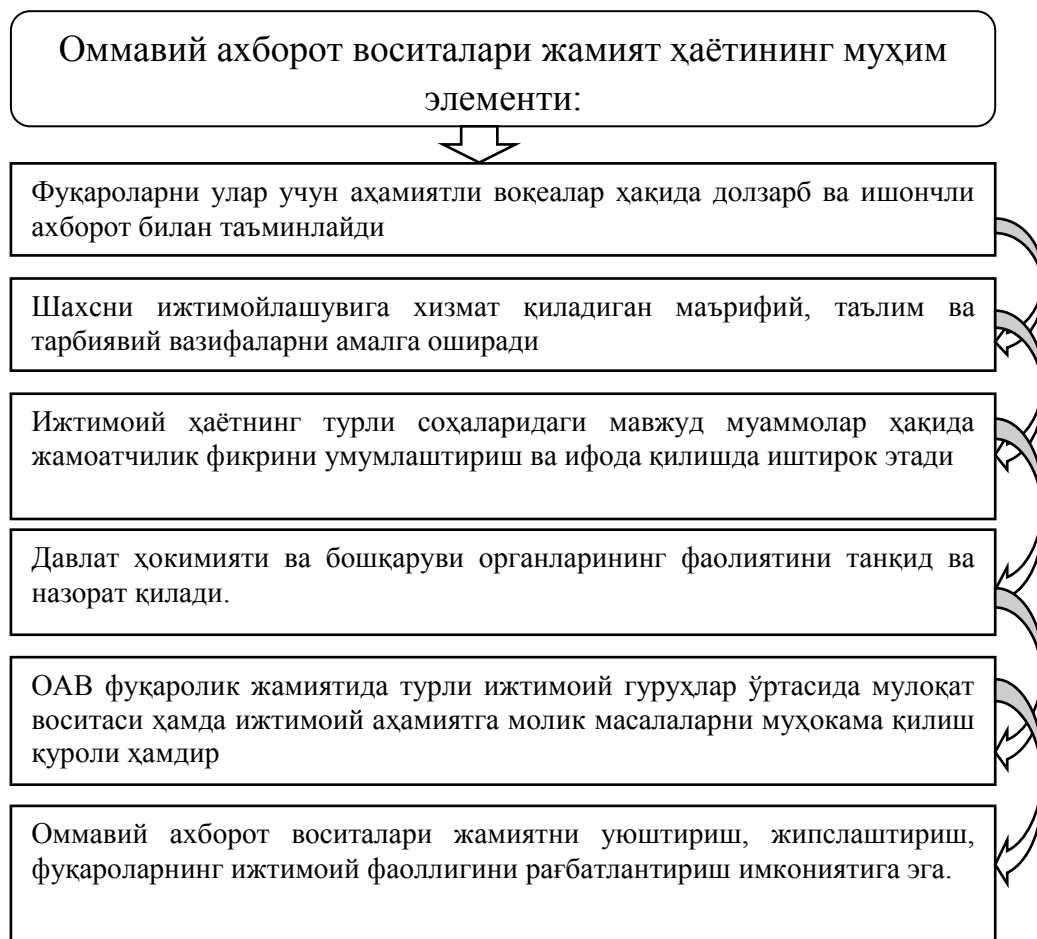 Оммавий ахборот воситалари жамият ҳаётининг муҳим
элементи:
Фуқароларни улар учун аҳамиятли воқеалар ҳақида долзарб ва ишончли
ахборот билан таъминлайди
Шахсни ижтимойлашувига хизмат қиладиган маърифий, таълим ва
тарбиявий вазифаларни амалга оширади
Ижтимоий ҳаётнинг турли соҳаларидаги мавжуд муаммолар ҳақида
жамоатчилик фикрини умумлаштириш ва ифода қилишда иштирок этади
Давлат ҳокимияти ва бошқаруви органларининг фаолиятини танқид ва
назорат қилади.
ОАВ фуқаролик жамиятида турли ижтимоий гуруҳлар ўртасида мулоқат
воситаси ҳамда ижтимоий аҳамиятга молик масалаларни муҳокама қилиш
қуроли ҳамдир
Оммавий ахборот воситалари жамиятни уюштириш, жипслаштириш,
фуқароларнинг ижтимоий фаоллигини рағбатлантириш имкониятига эга.